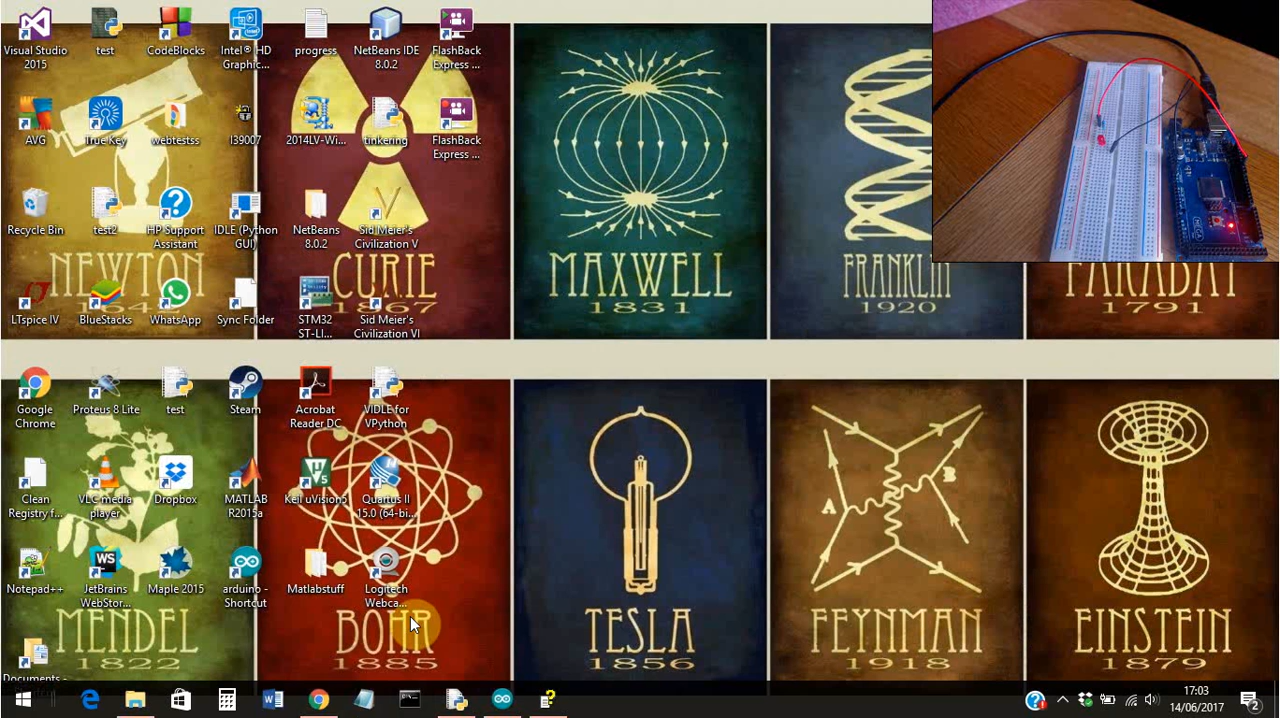 Visual Studio
2015
test
CodeBlocks
Intel® HD
Graphic...
progress
NetBeans IDE
8.0.2
FlashBack
Express ...
AVG
True Key
webtestss
I39007
2014LV-Wi...
tinkering
FlashBack
Express ...
Recycle Bin
test2
HP Support
Assistant
IDLE (Python
GUI)
NetBeans
8.0.2
Sid Meier's
Civilization V
NEWTON
CURIE
1867
MAXWELL
1831
FRANKLIN
1920
FARADAY
1791
LTspice IV
BlueStacks
WhatsApp
Sync Folder
STM32
ST-LI...
Sid Meier's
Civilization VI
Google
Chrome
Proteus 8 Lite
test
Steam
Acrobat
Reader DC
VIDLE for
VPython
Clean
Registry f...
VLC media
player
Dropbox
MATLAB
R2015a
Keil uVision5
Quartus II
15.0 (64-bi...
A
B
Notepad++
JetBrains
WebStor...
WS
Maple 2015
arduino -
Shortcut
Matlabstuff
Logitech
Webca...
MENDEL
1822
BOHR
1885
TESLA
1856
FEYNMAN
1918
EINSTEIN
1879
Documents -
17:03
14/06/2017
2